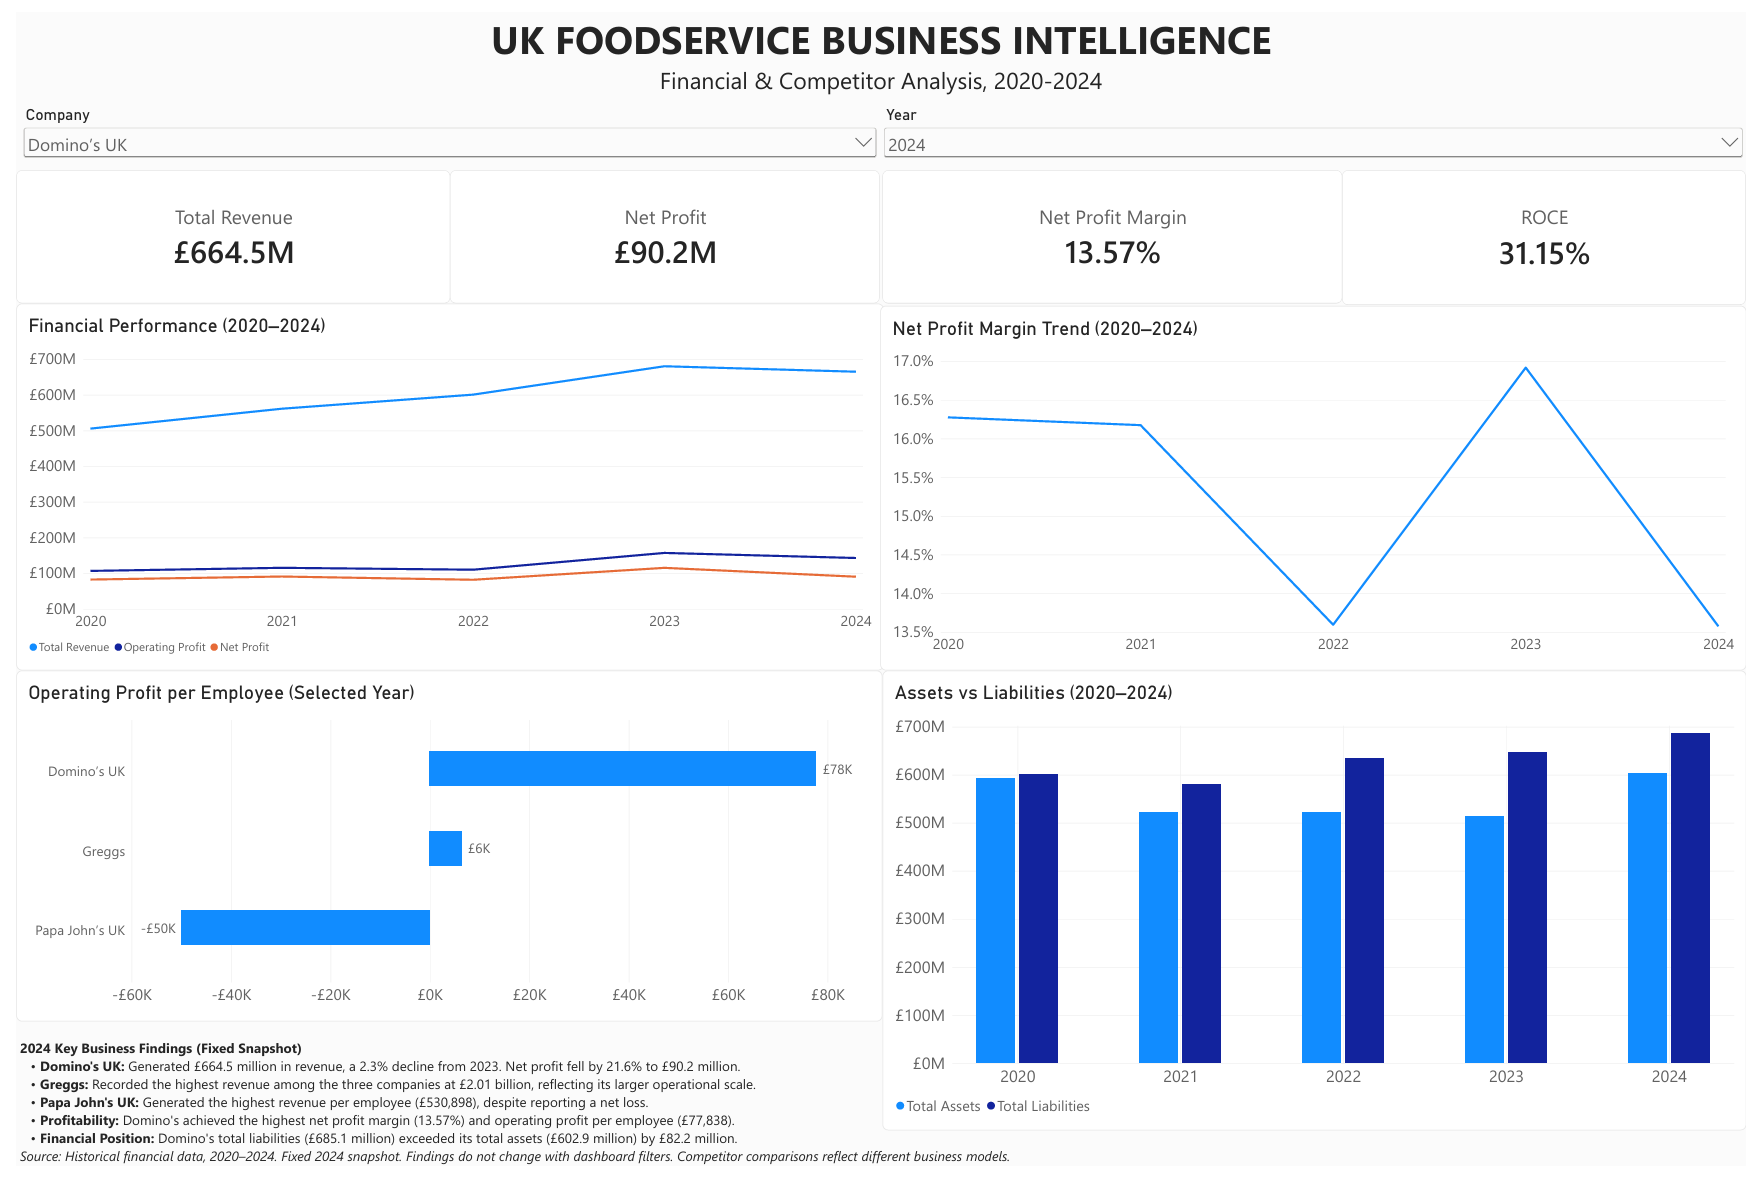 UK FOODSERVICE BUSINESS INTELLIGENCE
Financial & Competitor Analysis, 2020-2024
Company
Domino’s UK
Year
2024
Total Revenue
£664.5M
Net Profit
£90.2M
Net Profit Margin
13.57%
ROCE
31.15%
Financial Performance (2020–2024)
£700M
£600M
£500M
£400M
£300M
£200M
£100M
£0M
2020 2021 2022 2023 2024
Total Revenue Operating Profit Net Profit
Net Profit Margin Trend (2020–2024)
17.0%
16.5%
16.0%
15.5%
15.0%
14.5%
14.0%
13.5%
2020 2021 2022 2023 2024
Operating Profit per Employee (Selected Year)
Domino’s UK £78K
Greggs £6K
Papa John’s UK -£50K
-£60K -£40K -£20K £0K £20K £40K £60K £80K
Assets vs Liabilities (2020–2024)
£700M
£600M
£500M
£400M
£300M
£200M
£100M
£0M
2020 2021 2022 2023 2024
Total Assets Total Liabilities
2024 Key Business Findings (Fixed Snapshot)
• Domino's UK: Generated £664.5 million in revenue, a 2.3% decline from 2023. Net profit fell by 21.6% to £90.2 million.
• Greggs: Recorded the highest revenue among the three companies at £2.01 billion, reflecting its larger operational scale.
• Papa John's UK: Generated the highest revenue per employee (£530,898), despite reporting a net loss.
• Profitability: Domino's achieved the highest net profit margin (13.57%) and operating profit per employee (£77,838).
• Financial Position: Domino's total liabilities (£685.1 million) exceeded its total assets (£602.9 million) by £82.2 million.
Source: Historical financial data, 2020–2024. Fixed 2024 snapshot. Findings do not change with dashboard filters. Competitor comparisons reflect different business models.